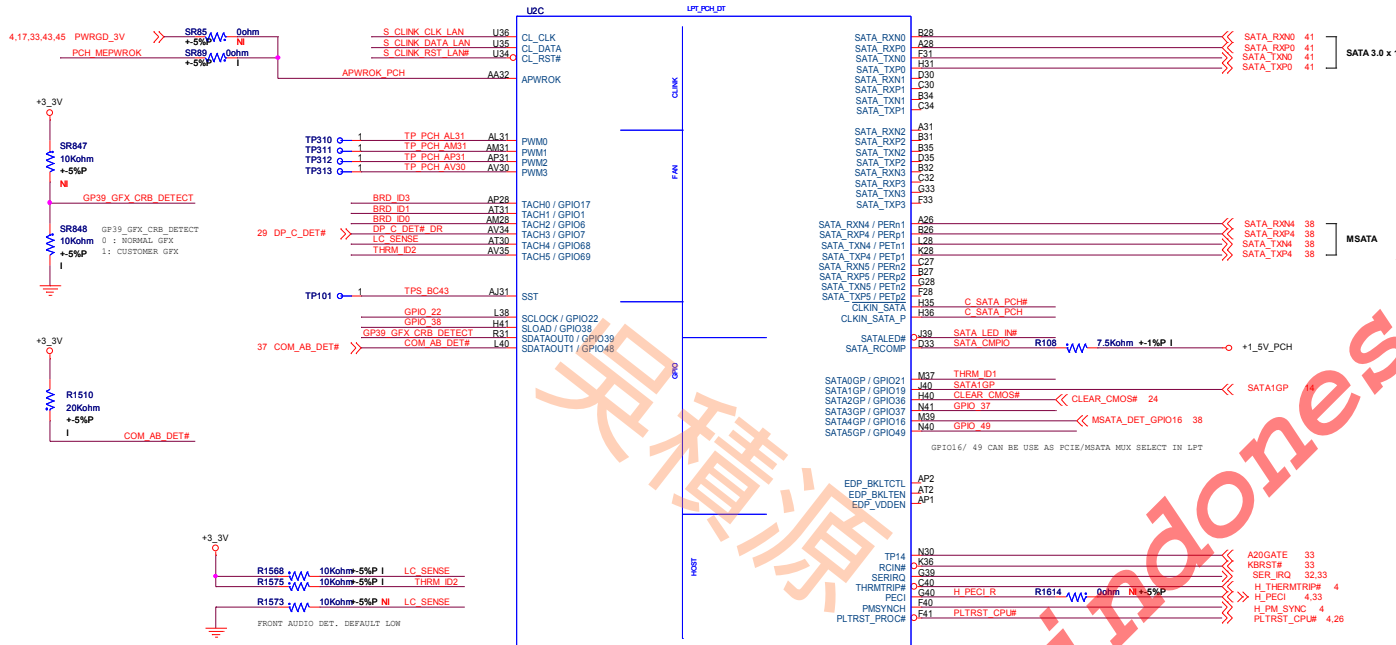 U2C
LPT_PCH_DT
4,17,33,43,45 PWRGD_3V
SR85 0ohm
+-5%P NI
PCH_MEPWROK
SR89 0ohm
+-5%P I
APWROK_PCH AA32 APWROK
S_CLINK_CLK_LAN U36 CL_CLK
S_CLINK_DATA_LAN U35 CL_DATA
S_CLINK_RST_LAN# U34 CL_RST#
CLINK
+3_3V
SR847
10Kohm
+-5%P
NI
GP39_GFX_CRB_DETECT
SR848
10Kohm
+-5%P
I
GP39_GFX_CRB_DETECT
0 : NORMAL GFX
1: CUSTOMER GFX
TP310 1 TP_PCH_AL31 AL31 PWM0
TP311 1 TP_PCH_AM31 AM31 PWM1
TP312 1 TP_PCH_AP31 AP31 PWM2
TP313 1 TP_PCH_AV30 AV30 PWM3
FAN
BRD_ID3 AP28 TACH0 / GPIO17
BRD_ID1 AT31 TACH1 / GPIO1
BRD_ID0 AM28 TACH2 / GPIO6
29 DP_C_DET# DP_C_DET#_DR AV34 TACH3 / GPIO7
LC_SENSE AT30 TACH4 / GPIO68
THRM_ID2 AV35 TACH5 / GPIO69
TP101 1 TPS_BC43 AJ31 SST
GPIO_22 L38 SCLOCK / GPIO22
GPIO_38 H41 SLOAD / GPIO38
GP39_GFX_CRB_DETECT R31 SDATAOUT0 / GPIO39
37 COM_AB_DET# COM_AB_DET# L40 SDATAOUT1 / GPIO48
GPIO
+3_3V
R1510
20Kohm
+-5%P
I
COM_AB_DET#
+3_3V
R1568 10Kohm+-5%P I LC_SENSE
R1575 10Kohm+-5%P I THRM_ID2
R1573 10Kohm+-5%P NI LC_SENSE
FRONT AUDIO DET. DEFAULT LOW
HOST
SATA_RXN0 B28 SATA_RXN0 41
SATA_RXP0 A28 SATA_RXP0 41
SATA_TXN0 F31 SATA_TXN0 41
SATA_TXP0 H31 SATA_TXP0 41
SATA 3.0 x 1
SATA_RXN1 D30
SATA_RXP1 C30
SATA_TXN1 B34
SATA_TXP1 C34
SATA_RXN2 A31
SATA_RXP2 B31
SATA_TXN2 B35
SATA_TXP2 D35
SATA_RXN3 B32
SATA_RXP3 C32
SATA_TXN3 G33
SATA_TXP3 F33
SATA_RXN4 / PERn1 A26 SATA_RXN4 38
SATA_RXP4 / PERp1 B26 SATA_RXP4 38
SATA_TXN4 / PETn1 L28 SATA_TXN4 38
SATA_TXP4 / PETp1 K28 SATA_TXP4 38
MSATA
SATA_RXN5 / PERn2 C27
SATA_RXP5 / PERp2 B27
SATA_TXN5 / PETn2 G28
SATA_TXP5 / PETp2 F28
CLKIN_SATA H35 C_SATA_PCH#
CLKIN_SATA_P H36 C_SATA_PCH
SATALED# J39 SATA_LED_IN#
SATA_RCOMP D33 SATA_CMPIO R108 7.5Kohm +-1%P I +1_5V_PCH
SATA0GP / GPIO21 M37 THRM_ID1
SATA1GP / GPIO19 J40 SATA1GP SATA1GP 14
SATA2GP / GPIO36 H40 CLEAR_CMOS# CLEAR_CMOS# 24
SATA3GP / GPIO37 N41 GPIO_37
SATA4GP / GPIO16 M39 MSATA_DET_GPIO16 38
SATA5GP / GPIO49 N40 GPIO_49
GPIO16/ 49 CAN BE USE AS PCIE/MSATA MUX SELECT IN LPT
EDP_BKLTCTL AP2
EDP_BKLTEN AT2
EDP_VDDEN AP1
TP14 N30 A20GATE 33
RCIN# K36 KBRST# 33
SERIRQ G39 SER_IRQ 32,33
THRMTRIP# C40 H_THERMTRIP# 4
PECI G40 H_PECI_R R1614 0ohm NI +-5%P H_PECI 4,33
PMSYNCH F40 H_PM_SYNC 4
PLTRST_PROC# F41 PLTRST_CPU# PLTRST_CPU# 4,26
吳積源
indones